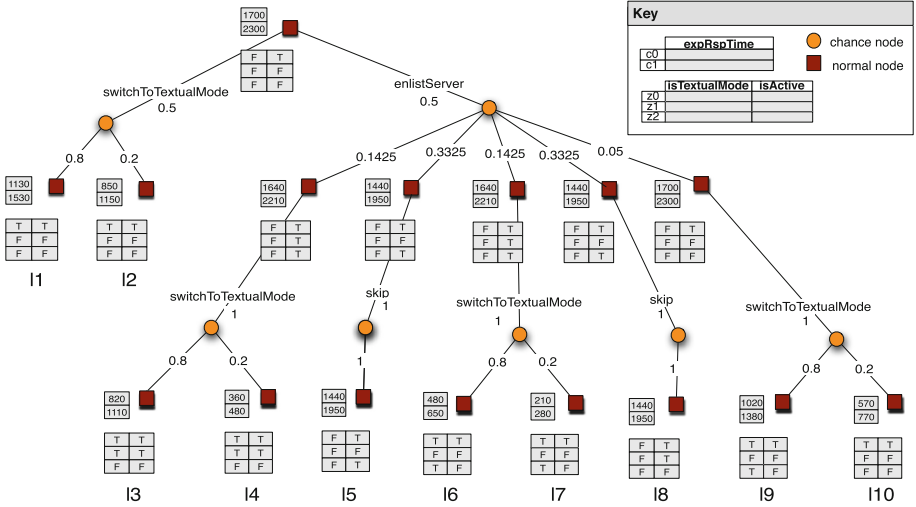 Key
1700
2300
expRspTime
c0
c1
chance node
normal node
F T
F F
F F
isTextualMode isActive
z0
z1
z2
switchToTextualMode
0.5
enlistServer
0.5
0.8 0.2
0.1425 0.3325 0.1425 0.3325 0.05
1130 850 1640 1440 1640 1440 1700
1530 1150 2210 1950 2210 1950 2300
T T T T F T F T F T F T F T
F F F F F T F F F T F F F F
F F F F F T F T F T F T F F
l1 l2
switchToTextualMode
1
skip
1
switchToTextualMode
1
skip
1
switchToTextualMode
1
0.8 0.2 1 0.8 0.2 1 0.8 0.2
820 360 1440 480 210 1440 1020 570
1110 480 1950 650 280 1950 1380 770
T T T T F T T T T T F T T T T T
T T T T F F F F F F F T F F F F
F F F F F T T F T F F F T F T F
l3 l4 l5 l6 l7 l8 l9 l10